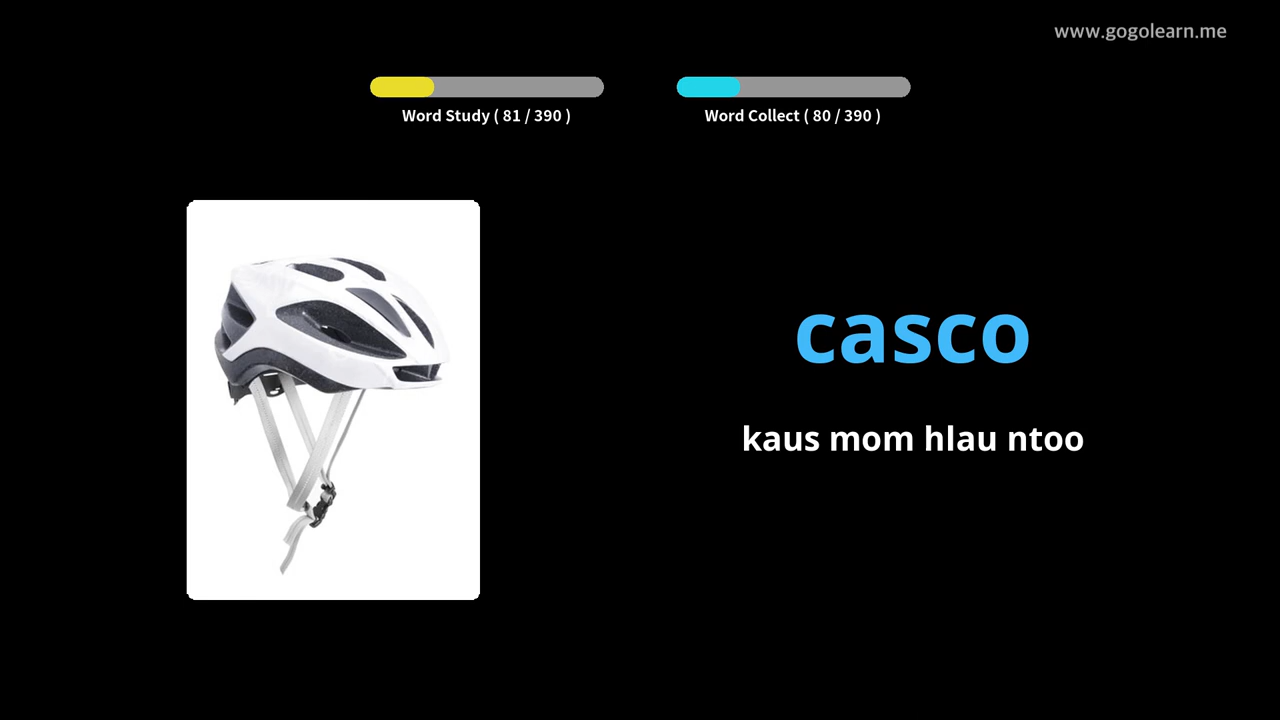 www.gogolearn.me
Word Study ( 81 / 390 )
Word Collect ( 80 / 390 )
casco
kaus mom hlau ntoo